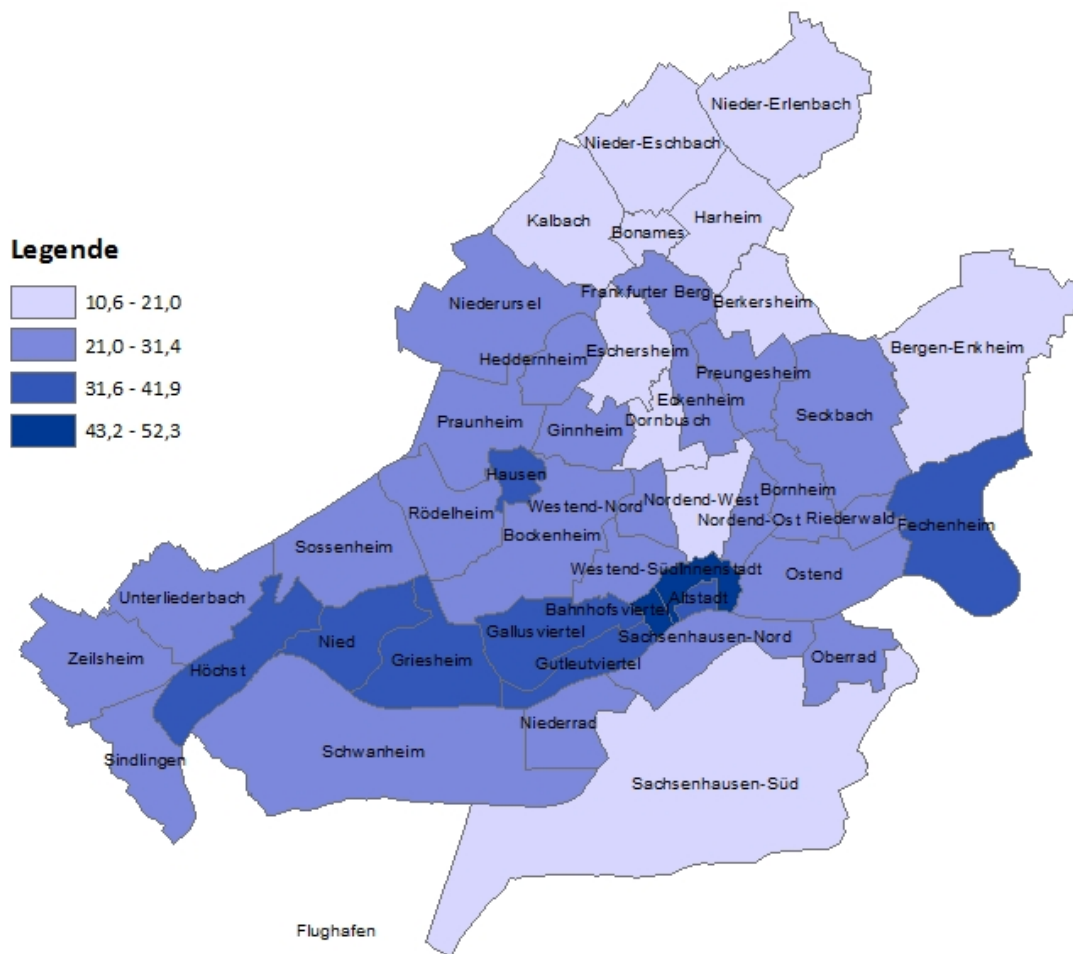 Legende
10,6 - 21,0
21,0 - 31,4
31,6 - 41,9
43,2 - 52,3
Nieder-Erlenbach
Nieder-Eschbach
Harheim
Kalbach
Bonames
Frankfurter Berg
Niederursel
Berkersheim
Bergen-Enkheim
Heddernheim
Eschersheim
Preungesheim
Eckenheim
Seckbach
Praunheim
Ginnheim
Dornbusch
Hausen
Bornheim
Nordend-West
Westend-Nord
Rödelheim
Nordend-Ost
Riederwald
Fechenheim
Bockenheim
Sossenheim
Westend-Süd
Innenstadt
Ostend
Unterliederbach
Altstadt
Bahnhofsviertel
Gallusviertel
Sachsenhausen-Nord
Nied
Zeilsheim
Höchst
Griesheim
Gutleutviertel
Oberrad
Niederrad
Schwanheim
Sindlingen
Sachsenhausen-Süd
Flughafen